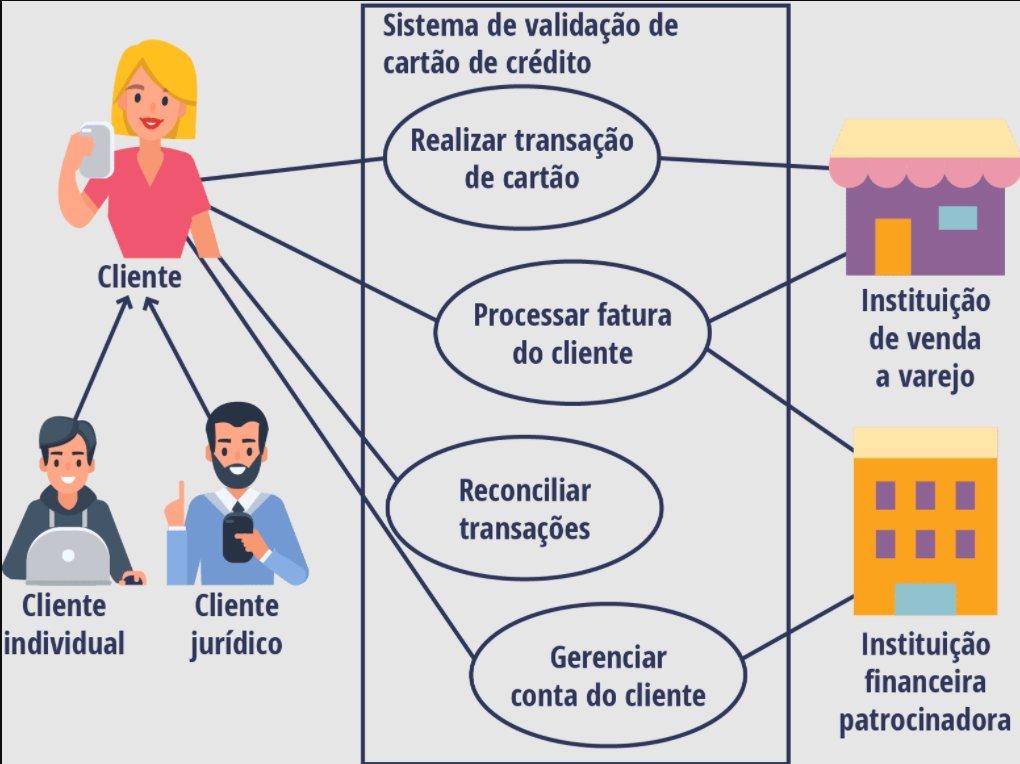 Sistema de validação de
cartão de crédito
Realizar transação
de cartão
Cliente
Processar fatura
do cliente
Instituição
de venda
a varejo
Reconciliar
transações
Cliente
individual
Cliente
jurídico
Gerenciar
conta do cliente
Instituição
financeira
patrocinadora